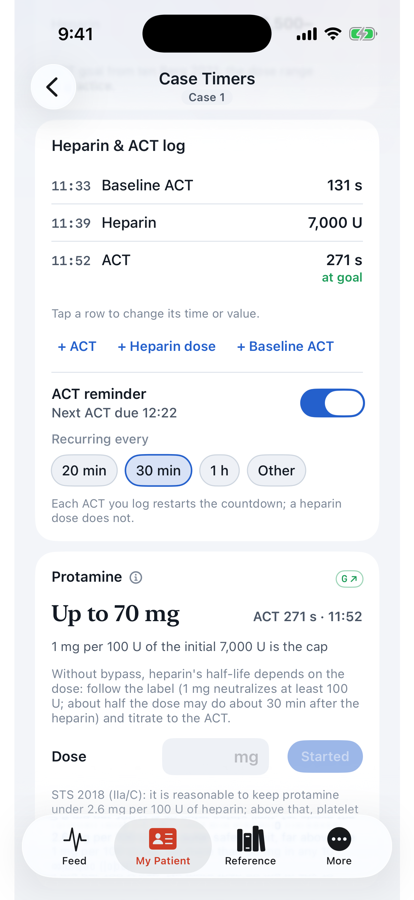 9:41
Case Timers
Case 1
Heparin & ACT log
11:33 Baseline ACT 131 s
11:39 Heparin 7,000 U
11:52 ACT 271 s
at goal
Tap a row to change its time or value.
+ ACT + Heparin dose + Baseline ACT
ACT reminder
Next ACT due 12:22
Recurring every
20 min 30 min 1 h Other
Each ACT you log restarts the countdown; a heparin
dose does not.
Protamine G↗
Up to 70 mg ACT 271 s · 11:52
1 mg per 100 U of the initial 7,000 U is the cap
Without bypass, heparin's half-life depends on the
dose: follow the label (1 mg neutralizes at least 100
U; about half the dose may do about 30 min after the
heparin) and titrate to the ACT.
Dose mg Started
STS 2018 (IIa/C): it is reasonable to keep protamine
under 2.6 mg per 100 U of heparin; above that, platelet
Feed My Patient Reference More